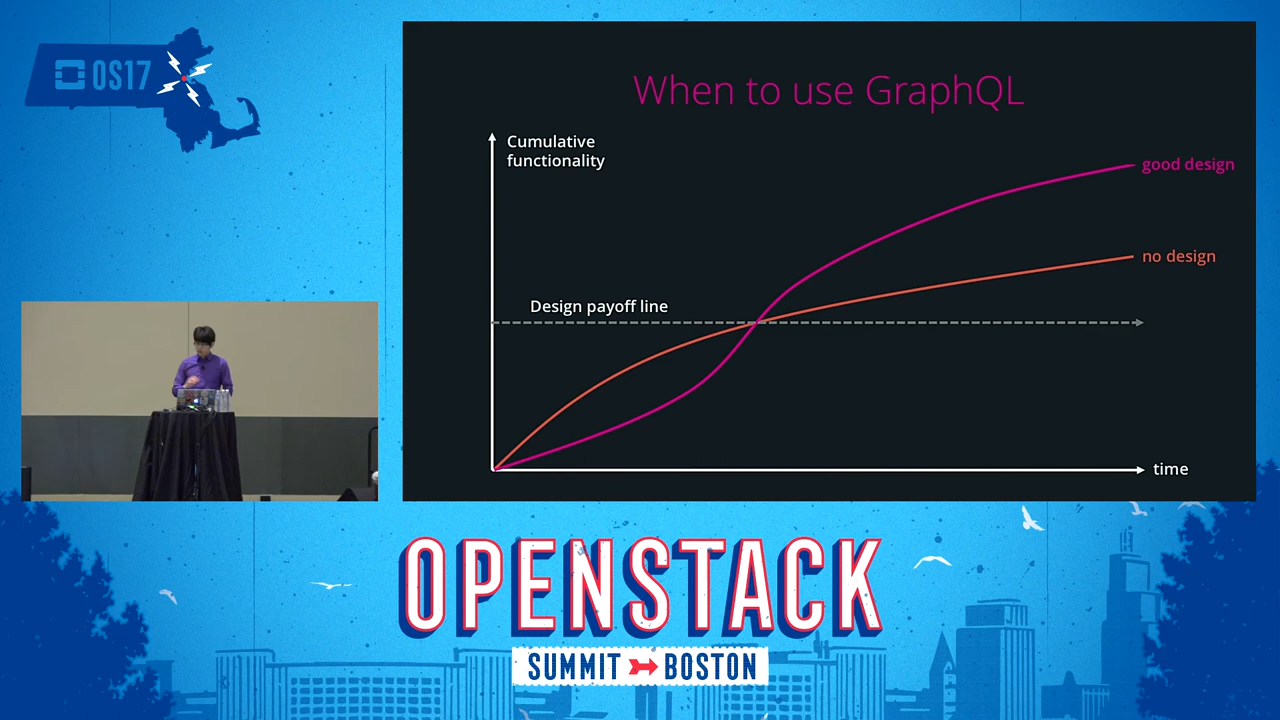 OS17
When to use GraphQL
Cumulative
functionality
good design
no design
Design payoff line
time
OPENSTACK
SUMMIT BOSTON